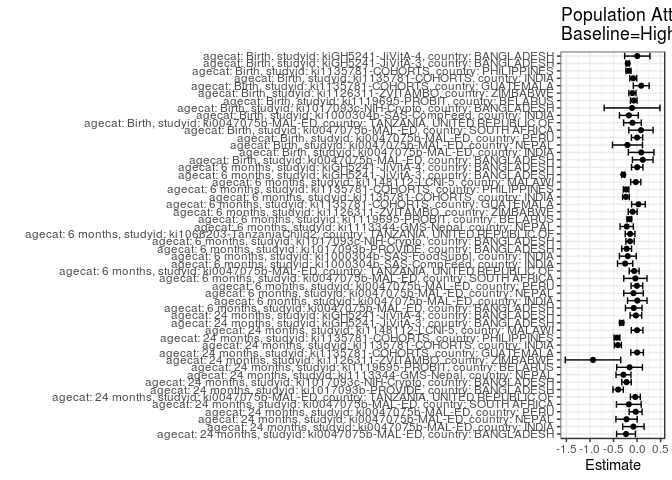 Population Att
Baseline=High
agecat: Birth, studyid: kiGH5241-JiVitA-4, country: BANGLADESH
agecat: Birth, studyid: kiGH5241-JiVitA-3, country: BANGLADESH
agecat: Birth, studyid: ki1135781-COHORTS, country: PHILIPPINES
agecat: Birth, studyid: ki1135781-COHORTS, country: INDIA
agecat: Birth, studyid: ki1135781-COHORTS, country: GUATEMALA
agecat: Birth, studyid: ki1126311-ZVITAMBO, country: ZIMBABWE
agecat: Birth, studyid: ki1119695-PROBIT, country: BELARUS
agecat: Birth, studyid: ki1017093c-NIH-Crypto, country: BANGLADESH
agecat: Birth, studyid: ki1000304b-SAS-CompFeed, country: INDIA
agecat: Birth, studyid: ki0047075b-MAL-ED, country: TANZANIA, UNITED REPUBLIC OF
agecat: Birth, studyid: ki0047075b-MAL-ED, country: SOUTH AFRICA
agecat: Birth, studyid: ki0047075b-MAL-ED, country: PERU
agecat: Birth, studyid: ki0047075b-MAL-ED, country: NEPAL
agecat: Birth, studyid: ki0047075b-MAL-ED, country: INDIA
agecat: Birth, studyid: ki0047075b-MAL-ED, country: BANGLADESH
agecat: 6 months, studyid: kiGH5241-JiVitA-4, country: BANGLADESH
agecat: 6 months, studyid: kiGH5241-JiVitA-3, country: BANGLADESH
agecat: 6 months, studyid: ki1148112-LCNI-5, country: MALAWI
agecat: 6 months, studyid: ki1135781-COHORTS, country: PHILIPPINES
agecat: 6 months, studyid: ki1135781-COHORTS, country: INDIA
agecat: 6 months, studyid: ki1135781-COHORTS, country: GUATEMALA
agecat: 6 months, studyid: ki1126311-ZVITAMBO, country: ZIMBABWE
agecat: 6 months, studyid: ki1119695-PROBIT, country: BELARUS
agecat: 6 months, studyid: ki1113344-GMS-Nepal, country: NEPAL
agecat: 6 months, studyid: ki1068203-TanzaniaChild2, country: TANZANIA, UNITED REPUBLIC OF
agecat: 6 months, studyid: ki1017093c-NIH-Crypto, country: BANGLADESH
agecat: 6 months, studyid: ki1017093b-PROVIDE, country: BANGLADESH
agecat: 6 months, studyid: ki1000304b-SAS-FoodSuppl, country: INDIA
agecat: 6 months, studyid: ki1000304b-SAS-CompFeed, country: INDIA
agecat: 6 months, studyid: ki0047075b-MAL-ED, country: TANZANIA, UNITED REPUBLIC OF
agecat: 6 months, studyid: ki0047075b-MAL-ED, country: SOUTH AFRICA
agecat: 6 months, studyid: ki0047075b-MAL-ED, country: PERU
agecat: 6 months, studyid: ki0047075b-MAL-ED, country: NEPAL
agecat: 6 months, studyid: ki0047075b-MAL-ED, country: INDIA
agecat: 6 months, studyid: ki0047075b-MAL-ED, country: BANGLADESH
agecat: 24 months, studyid: kiGH5241-JiVitA-4, country: BANGLADESH
agecat: 24 months, studyid: kiGH5241-JiVitA-3, country: BANGLADESH
agecat: 24 months, studyid: ki1148112-LCNI-5, country: MALAWI
agecat: 24 months, studyid: ki1135781-COHORTS, country: PHILIPPINES
agecat: 24 months, studyid: ki1135781-COHORTS, country: INDIA
agecat: 24 months, studyid: ki1135781-COHORTS, country: GUATEMALA
agecat: 24 months, studyid: ki1126311-ZVITAMBO, country: ZIMBABWE
agecat: 24 months, studyid: ki1119695-PROBIT, country: BELARUS
agecat: 24 months, studyid: ki1113344-GMS-Nepal, country: NEPAL
agecat: 24 months, studyid: ki1017093c-NIH-Crypto, country: BANGLADESH
agecat: 24 months, studyid: ki1017093b-PROVIDE, country: BANGLADESH
agecat: 24 months, studyid: ki0047075b-MAL-ED, country: TANZANIA, UNITED REPUBLIC OF
agecat: 24 months, studyid: ki0047075b-MAL-ED, country: SOUTH AFRICA
agecat: 24 months, studyid: ki0047075b-MAL-ED, country: PERU
agecat: 24 months, studyid: ki0047075b-MAL-ED, country: NEPAL
agecat: 24 months, studyid: ki0047075b-MAL-ED, country: INDIA
agecat: 24 months, studyid: ki0047075b-MAL-ED, country: BANGLADESH
-1.5 -1.0 -0.5 0.0 0.5
Estimate